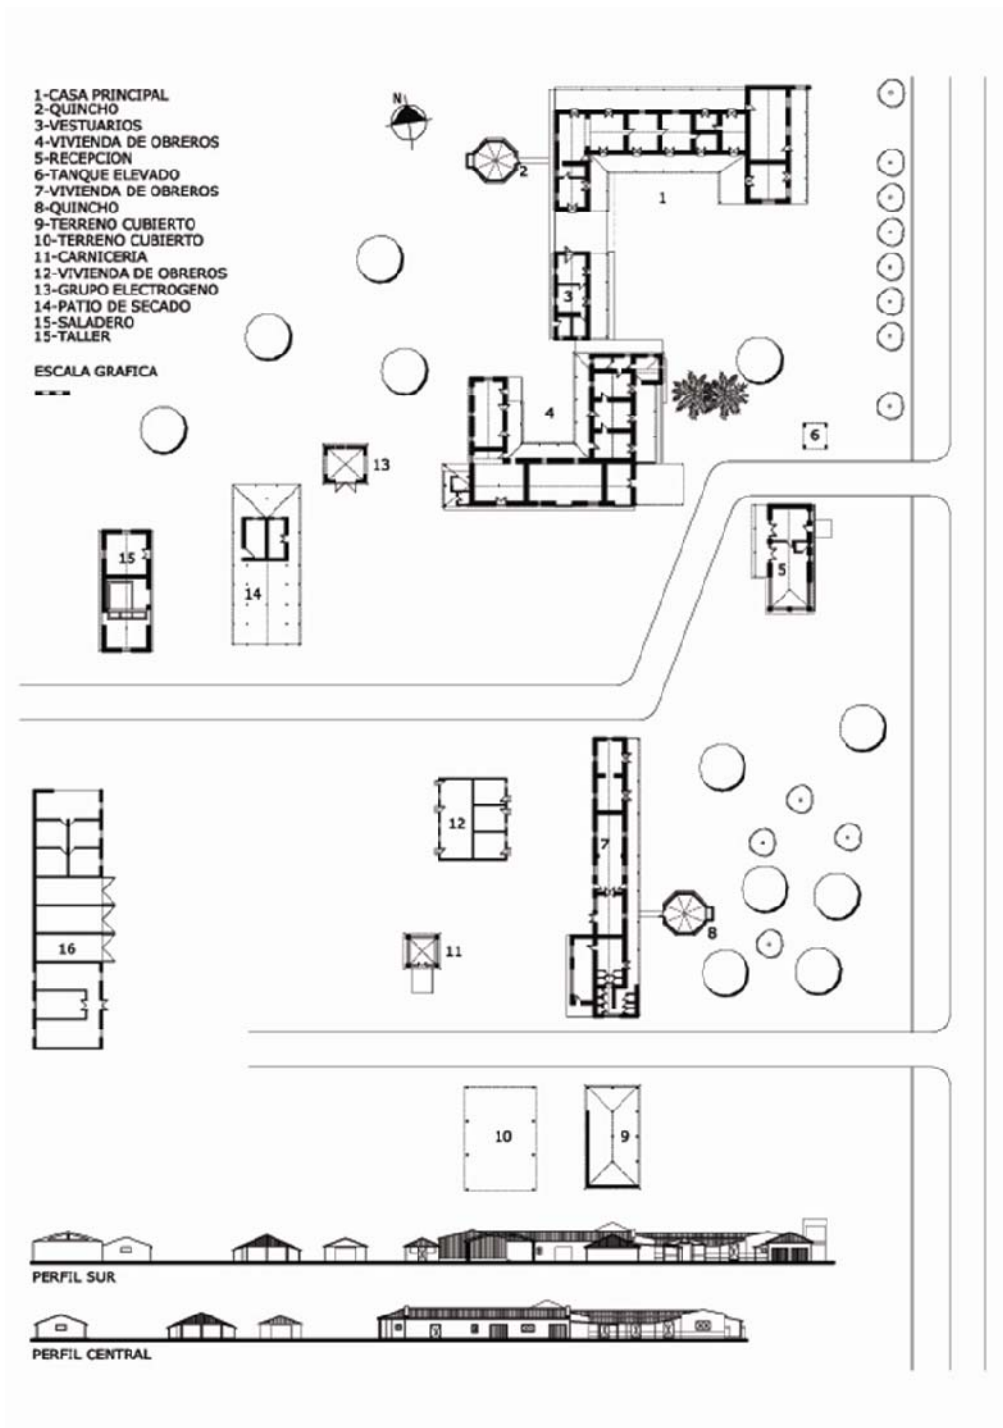 1-CASA PRINCIPAL
2-QUINCHO
3-VESTUARIOS
4-VIVIENDA DE OBREROS
5-RECEPCION
6-TANQUE ELEVADO
7-VIVIENDA DE OBREROS
8-QUINCHO
9-TERRENO CUBIERTO
10-TERRENO CUBIERTO
11-CARNICERIA
12-VIVIENDA DE OBREROS
13-GRUPO ELECTROGENO
14-PATIO DE SECADO
15-SALADERO
15-TALLER
ESCALA GRAFICA
N
2
1
3
4
6
13
15
14
5
12
7
16
11
8
10
9
PERFIL SUR
PERFIL CENTRAL